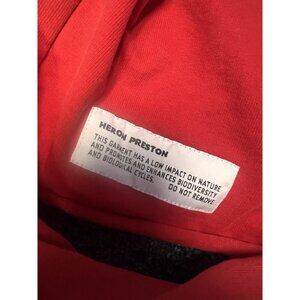 HERON PRESTON
THIS GARMENT HAS A LOW IMPACT ON NATURE
AND PROMOTES AND ENHANCES BIODIVERSITY
AND BIOLOGICAL CYCLES. DO NOT REMOVE